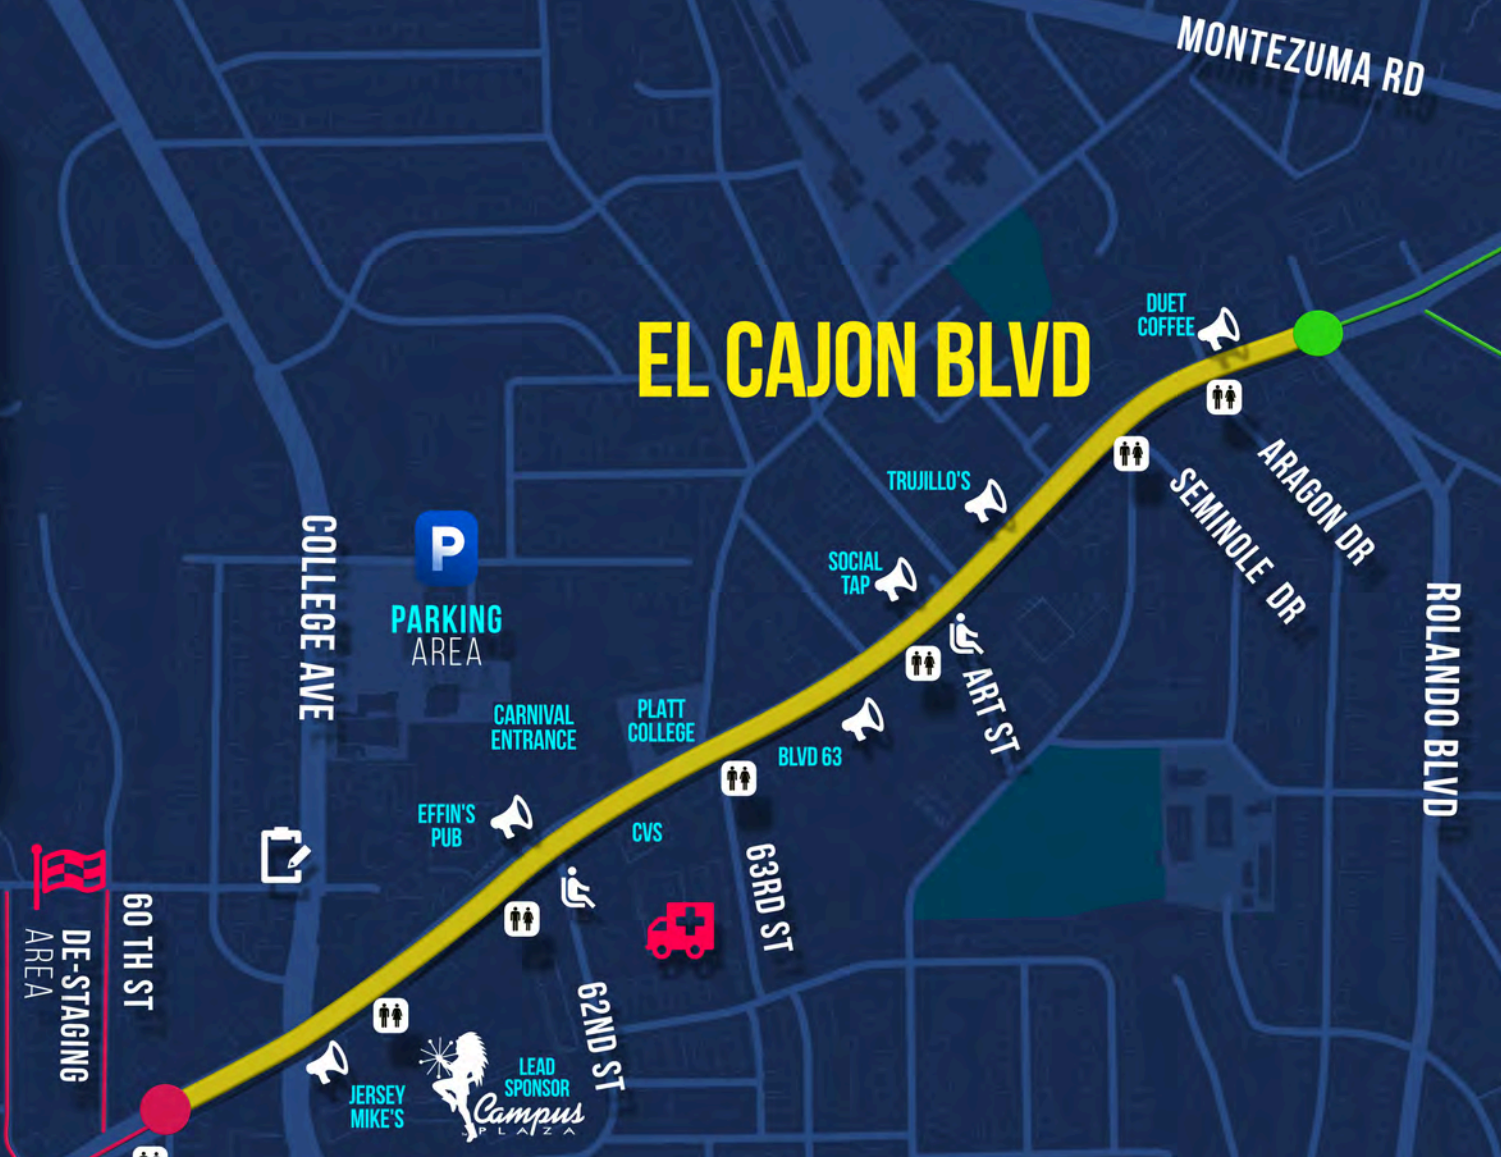 MONTEZUMA RD
DUET
COFFEE
EL CAJON BLVD
TRUJILLO'S
ARAGON DR
SEMINOLE DR
COLLEGE AVE
P
PARKING
AREA
SOCIAL
TAP
ART ST
ROLANDO BLVD
CARNIVAL
ENTRANCE
PLATT
COLLEGE
BLVD 63
EFFIN'S
PUB
CVS
63RD ST
60 TH ST
DE-STAGING
AREA
62ND ST
JERSEY
MIKE'S
LEAD
SPONSOR
Campus
PLAZA